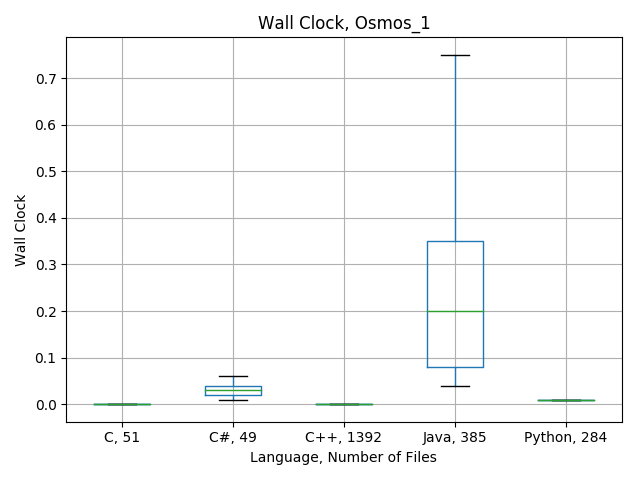 Wall Clock, Osmos_1
Wall Clock
0.7
0.6
0.5
0.4
0.3
0.2
0.1
0.0
C, 51 C#, 49 C++, 1392 Java, 385 Python, 284
Language, Number of Files